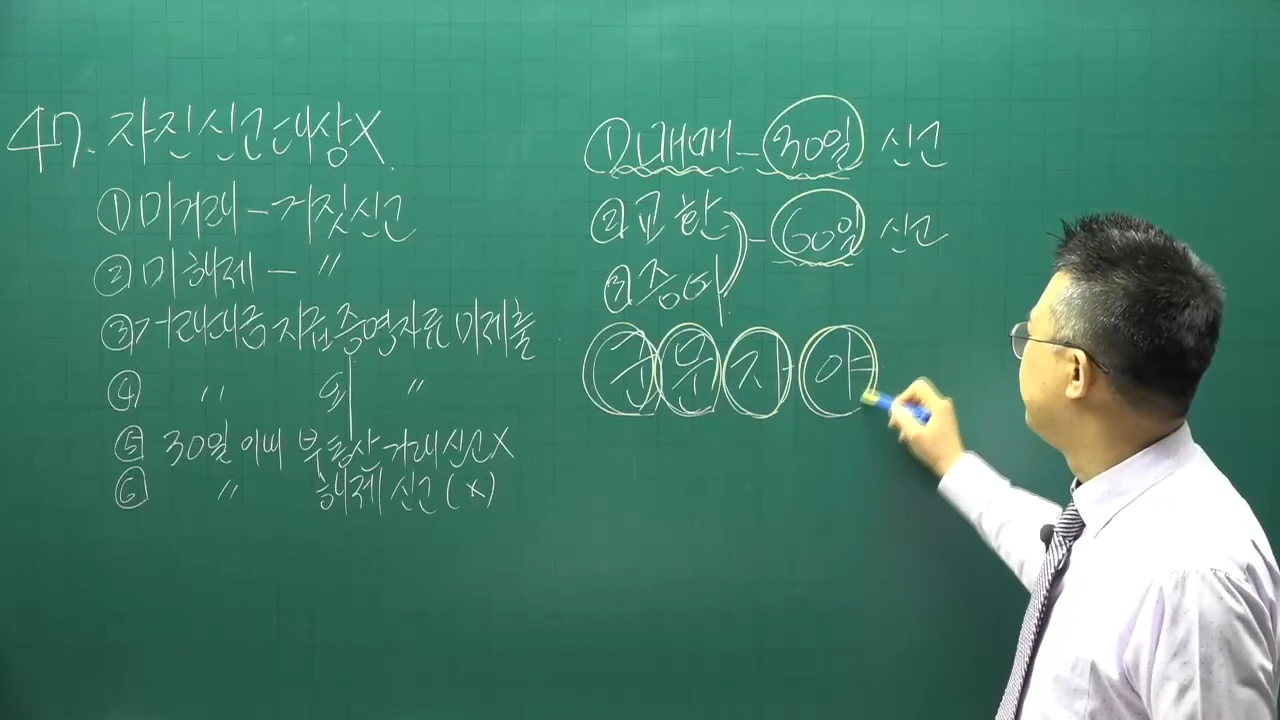 47. 자진신고대상X.
①미거래 - 거짓신고
②미해제 - 〃
③거래대금 지급증명자료 미제출
④ 〃 외 〃
⑤ 30일 이내 부동산거래신고X
⑥ 〃 해제신고(X)
①매매 - 30일 신고
②교환 - 60일 신고
③증여
군문자야